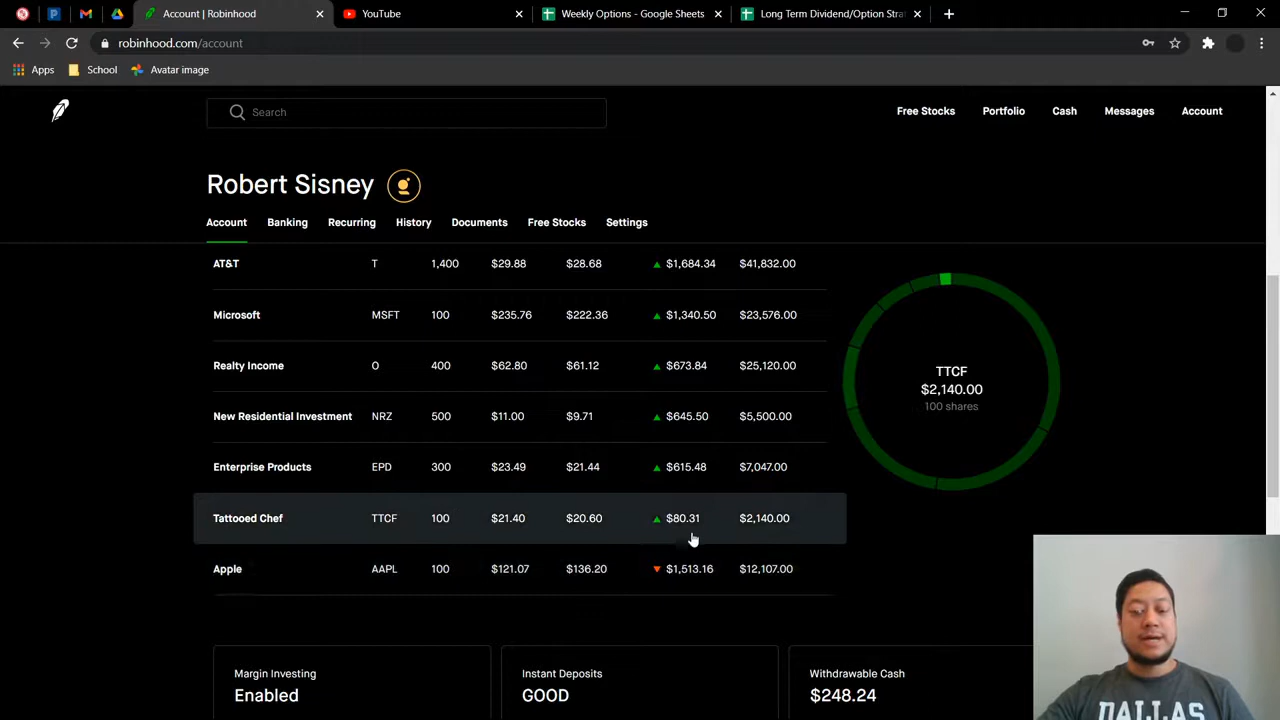 Account | Robinhood
YouTube
Weekly Options - Google Sheets
Long Term Dividend/Option Stra
robinhood.com/account
Apps
School
Avatar image
Search
Free Stocks
Portfolio
Cash
Messages
Account
Robert Sisney
Account
Banking
Recurring
History
Documents
Free Stocks
Settings
AT&T T 1,400 $29.88 $28.68 $1,684.34 $41,832.00
Microsoft MSFT 100 $235.76 $222.36 $1,340.50 $23,576.00
Realty Income O 400 $62.80 $61.12 $673.84 $25,120.00
New Residential Investment NRZ 500 $11.00 $9.71 $645.50 $5,500.00
Enterprise Products EPD 300 $23.49 $21.44 $615.48 $7,047.00
Tattooed Chef TTCF 100 $21.40 $20.60 $80.31 $2,140.00
Apple AAPL 100 $121.07 $136.20 $1,513.16 $12,107.00
TTCF
$2,140.00
100 shares
Margin Investing
Enabled
Instant Deposits
GOOD
Withdrawable Cash
$248.24
DALLAS